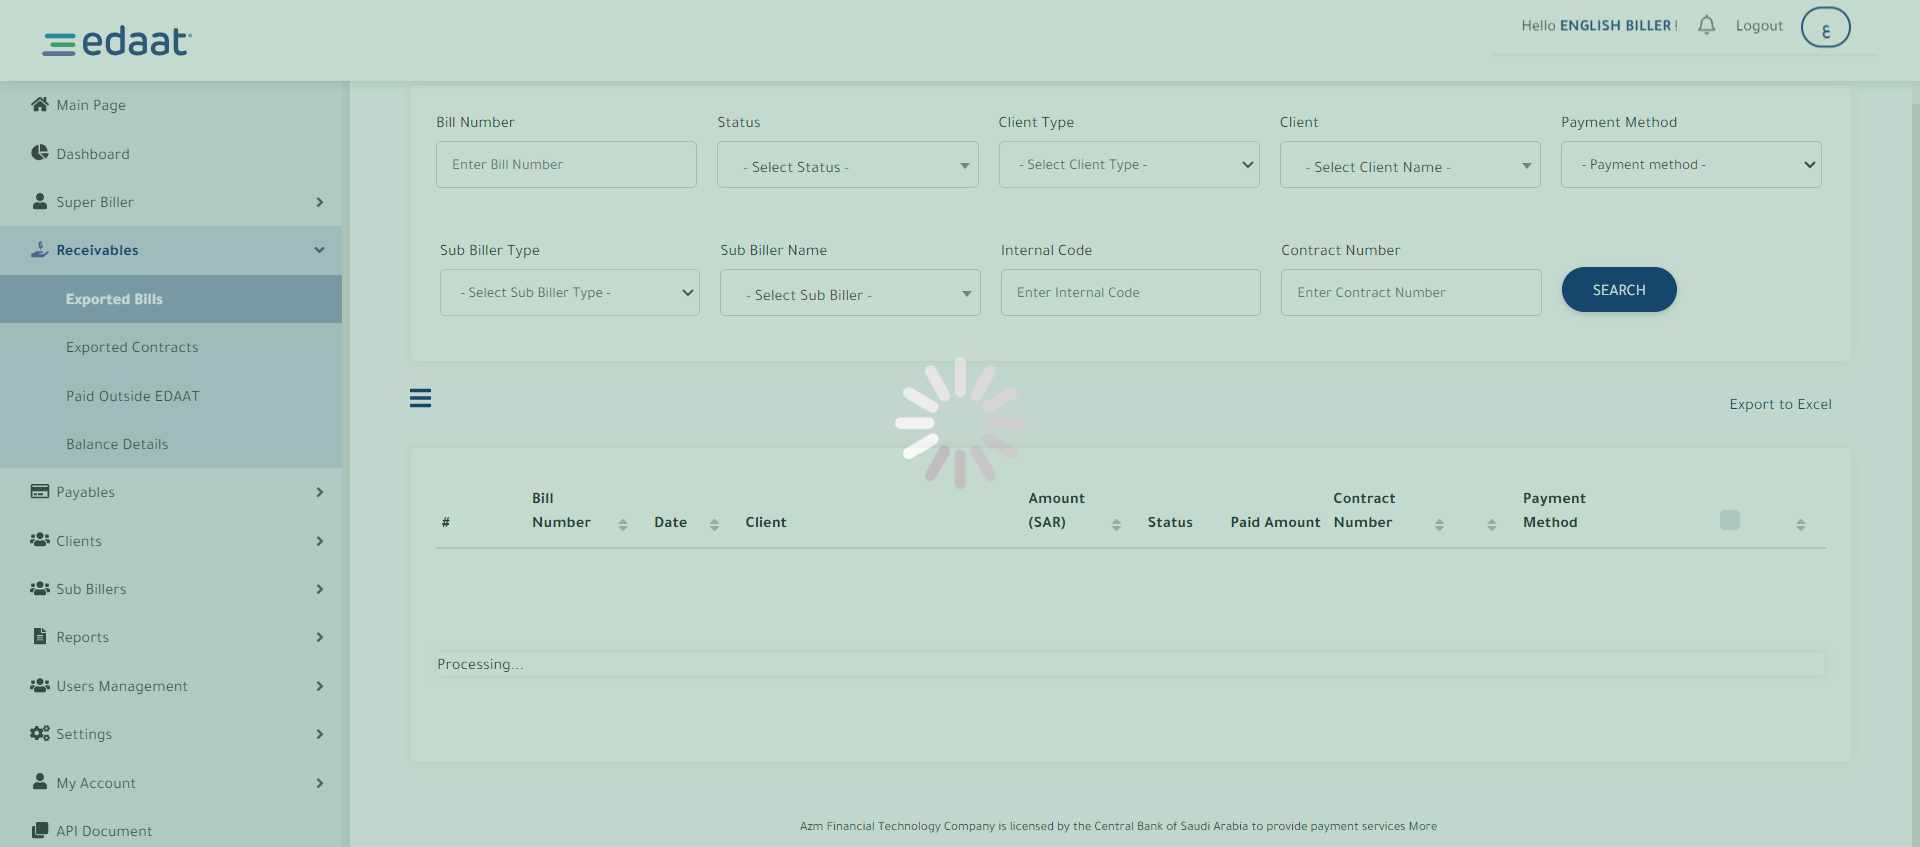 edaat
Hello ENGLISH BILLER !
Logout
ع
Main Page
Dashboard
Super Biller
Receivables
Exported Bills
Exported Contracts
Paid Outside EDAAT
Balance Details
Payables
Clients
Sub Billers
Reports
Users Management
Settings
My Account
API Document
Bill Number
Status
Client Type
Client
Payment Method
Enter Bill Number
- Select Status -
- Select Client Type -
- Select Client Name -
- Payment method -
Sub Biller Type
Sub Biller Name
Internal Code
Contract Number
- Select Sub Biller Type -
- Select Sub Biller -
Enter Internal Code
Enter Contract Number
SEARCH
Export to Excel
#
Bill
Number
Date
Client
Amount
(SAR)
Status
Paid Amount
Contract
Number
Payment
Method
Processing...
Azm Financial Technology Company is licensed by the Central Bank of Saudi Arabia to provide payment services More